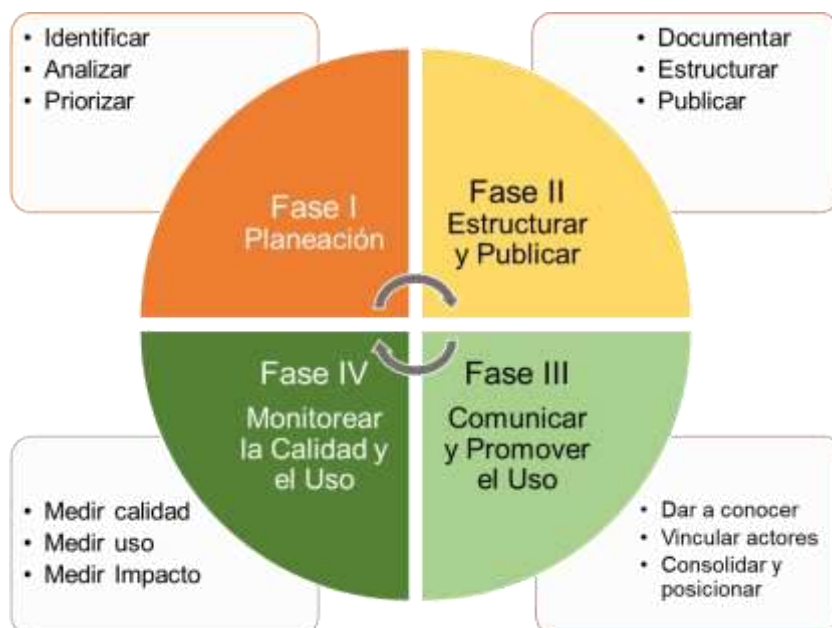 • Identificar
• Analizar
• Priorizar
• Documentar
• Estructurar
• Publicar
Fase I
Planeación
Fase II
Estructurar
y Publicar
Fase IV
Monitorear
la Calidad y
el Uso
Fase III
Comunicar
y Promover
el Uso
• Medir calidad
• Medir uso
• Medir Impacto
• Dar a conocer
• Vincular actores
• Consolidar y
posicionar